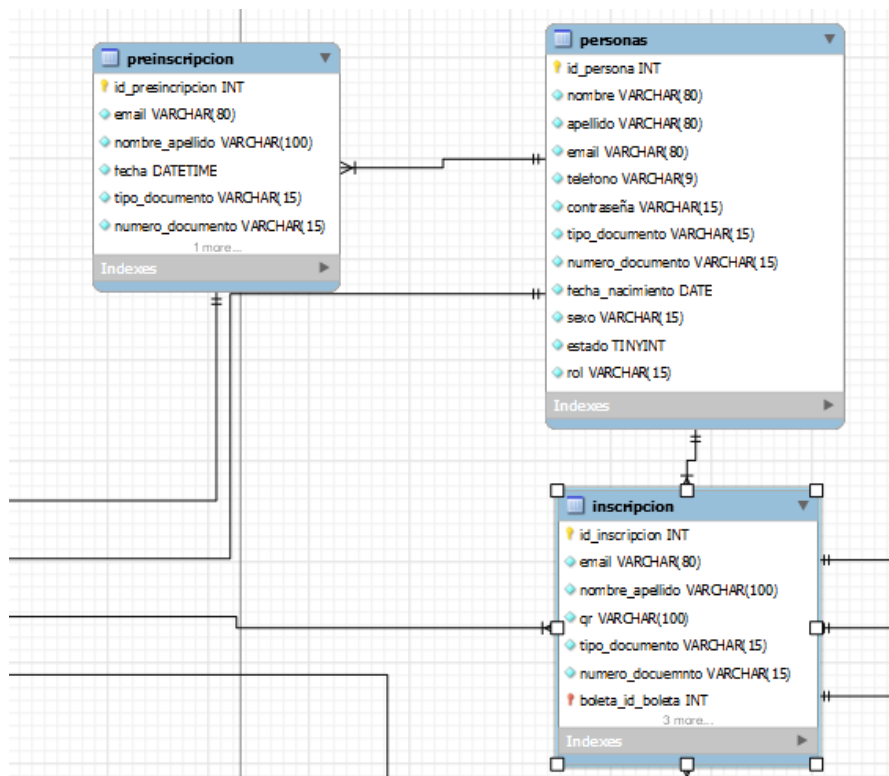 preinscripcion
id_presincripcion INT
email VARCHAR(80)
nombre_apellido VARCHAR(100)
fecha DATETIME
tipo_documento VARCHAR(15)
numero_documento VARCHAR(15)
1 more...
Indexes
personas
id_persona INT
nombre VARCHAR(80)
apellido VARCHAR(80)
email VARCHAR(80)
telefono VARCHAR(9)
contraseña VARCHAR(15)
tipo_documento VARCHAR(15)
numero_documento VARCHAR(15)
fecha_nacimiento DATE
sexo VARCHAR(15)
estado TINYINT
rol VARCHAR(15)
Indexes
inscripcion
id_inscripcion INT
email VARCHAR(80)
nombre_apellido VARCHAR(100)
qr VARCHAR(100)
tipo_documento VARCHAR(15)
numero_docuemnto VARCHAR(15)
boleta_id_boleta INT
3 more...
Indexes